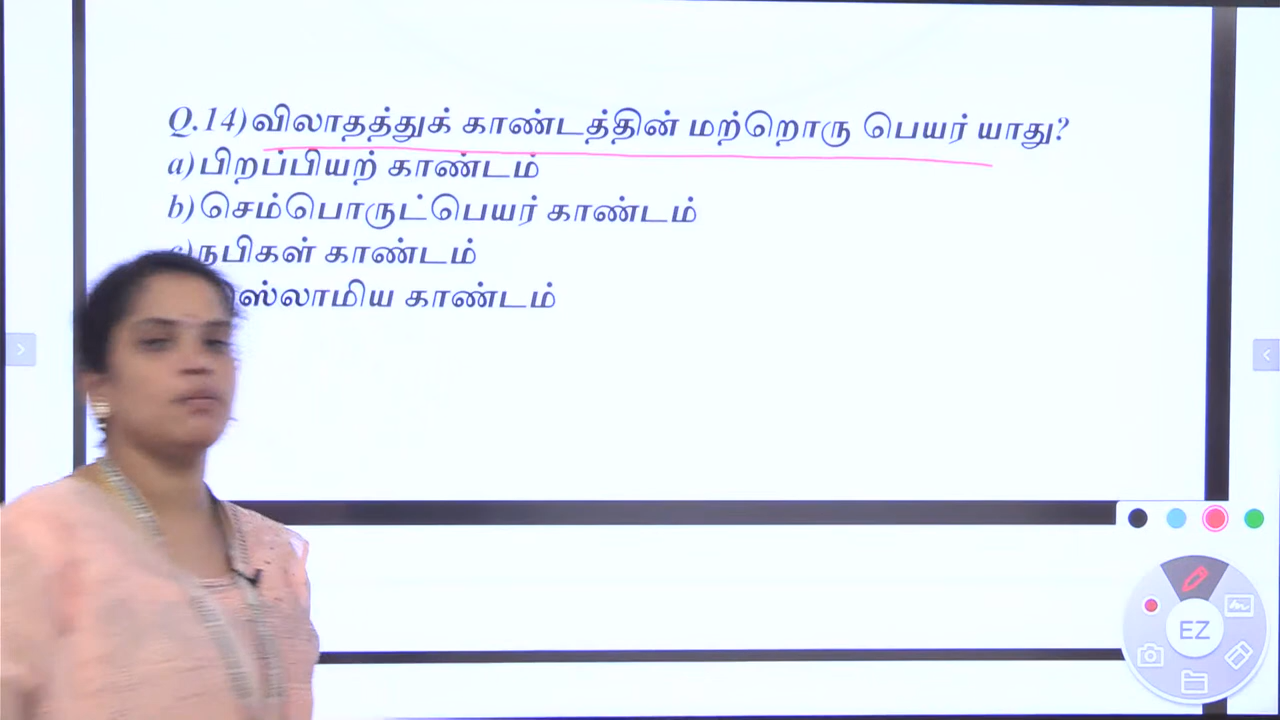 Q.14)விலாதத்துக் காண்டத்தின் மற்றொரு பெயர் யாது?
a)பிறப்பியற் காண்டம்
b)செம்பொருட்பெயர் காண்டம்
c)நபிகள் காண்டம்
காண்டம்
EZ